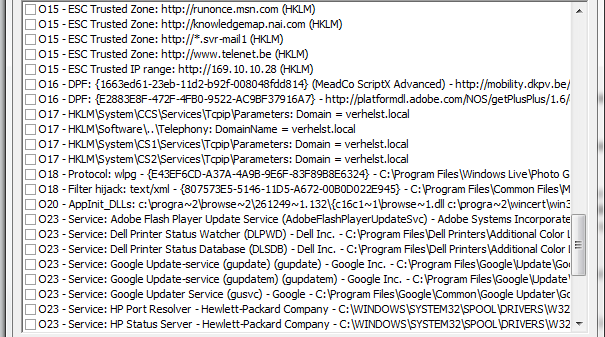 O15 - ESC Trusted Zone: http://runonce.msn.com (HKLM)
O15 - ESC Trusted Zone: http://knowledgemap.nai.com (HKLM)
O15 - ESC Trusted Zone: http://*.svr-mail1 (HKLM)
O15 - ESC Trusted Zone: http://www.telenet.be (HKLM)
O15 - ESC Trusted IP range: http://169.10.10.28 (HKLM)
O16 - DPF: {1663ed61-23eb-11d2-b92f-008048fdd814} (MeadCo ScriptX Advanced) - http://mobility.dkpv.be/
O16 - DPF: {E2883E8F-472F-4FB0-9522-AC9BF37916A7} - http://platformdl.adobe.com/NOS/getPlusPlus/1.6/
O17 - HKLM\System\CCS\Services\Tcpip\Parameters: Domain = verhelst.local
O17 - HKLM\Software\..\Telephony: DomainName = verhelst.local
O17 - HKLM\System\CS1\Services\Tcpip\Parameters: Domain = verhelst.local
O17 - HKLM\System\CS2\Services\Tcpip\Parameters: Domain = verhelst.local
O18 - Protocol: wlpg - {E43EF6CD-A37A-4A9B-9E6F-83F89B8E6324} - C:\Program Files\Windows Live\Photo G
O18 - Filter hijack: text/xml - {807573E5-5146-11D5-A672-00B0D022E945} - C:\Program Files\Common Files\M
O20 - AppInit_DLLs: c:\progra~2\browse~2\261249~1.132\{c16c1~1\browse~1.dll c:\progra~2\wincert\win3
O23 - Service: Adobe Flash Player Update Service (AdobeFlashPlayerUpdateSvc) - Adobe Systems Incorporate
O23 - Service: Dell Printer Status Watcher (DLPWD) - Dell Inc. - C:\Program Files\Dell Printers\Additional Color L
O23 - Service: Dell Printer Status Database (DLSDB) - Dell Inc. - C:\Program Files\Dell Printers\Additional Color
O23 - Service: Google Update-service (gupdate) (gupdate) - Google Inc. - C:\Program Files\Google\Update\Go
O23 - Service: Google Update-service (gupdatem) (gupdatem) - Google Inc. - C:\Program Files\Google\Update\
O23 - Service: Google Updater Service (gusvc) - Google - C:\Program Files\Google\Common\Google Updater\Go
O23 - Service: HP Port Resolver - Hewlett-Packard Company - C:\WINDOWS\SYSTEM32\SPOOL\DRIVERS\W32
O23 - Service: HP Status Server - Hewlett-Packard Company - C:\WINDOWS\SYSTEM32\SPOOL\DRIVERS\W3